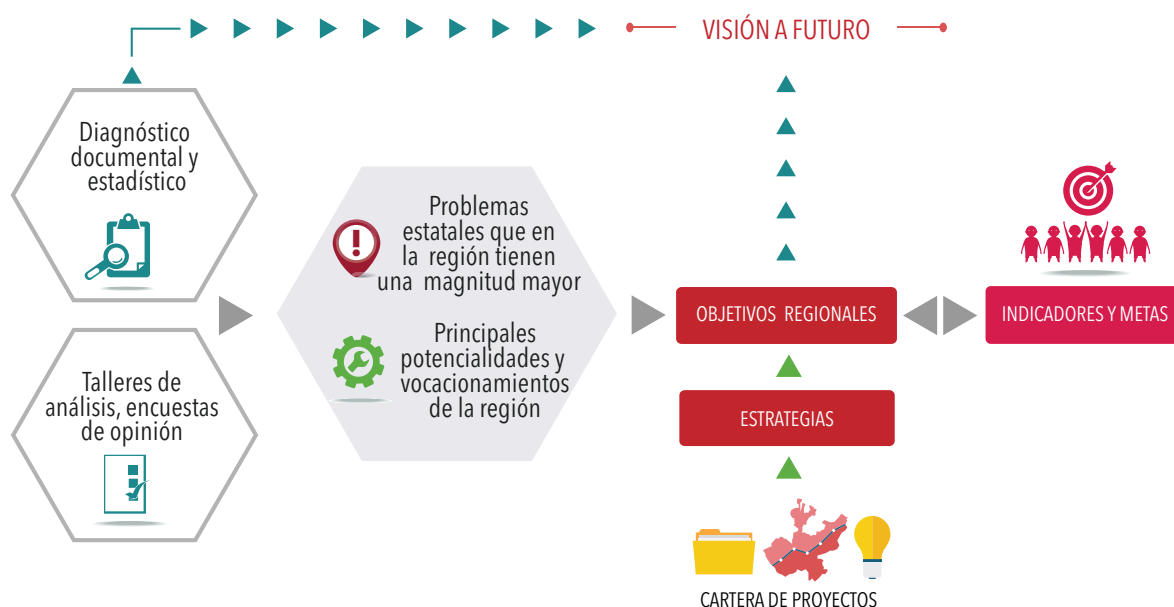 VISIÓN A FUTURO
Diagnóstico
documental y
estadístico
Talleres de
análisis, encuestas
de opinión
Problemas
estatales que en
la región tienen
una magnitud mayor
Principales
potencialidades y
vocacionamientos
de la región
OBJETIVOS REGIONALES
INDICADORES Y METAS
ESTRATEGIAS
CARTERA DE PROYECTOS